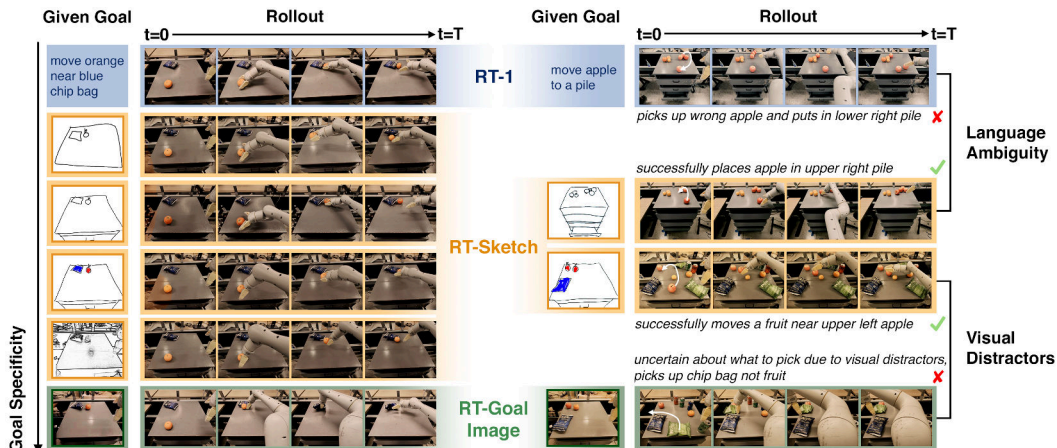 Given Goal
Rollout
t=0
t=T
move orange
near blue
chip bag
RT-1
Given Goal
Rollout
t=0
t=T
move apple
to a pile
picks up wrong apple and puts in lower right pile ✘
Language
Ambiguity
successfully places apple in upper right pile ✓
RT-Sketch
successfully moves a fruit near upper left apple ✓
Visual
Distractors
uncertain about what to pick due to visual distractors,
picks up chip bag not fruit ✘
RT-Goal
Image
Goal Specificity